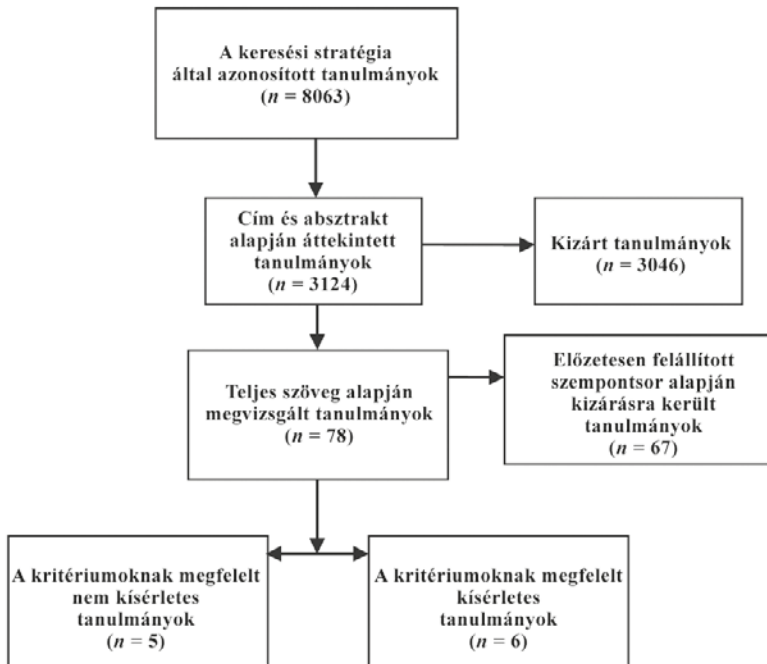 A keresési stratégia
által azonosított tanulmányok
(n = 8063)
Cím és absztrakt
alapján áttekintett
tanulmányok
(n = 3124)
Kizárt tanulmányok
(n = 3046)
Teljes szöveg alapján
megvizsgált tanulmányok
(n = 78)
Előzetesen felállított
szempontsor alapján
kizárásra került
tanulmányok
(n = 67)
A kritériumoknak megfelelt
nem kísérletes
tanulmányok
(n = 5)
A kritériumoknak megfelelt
kísérletes
tanulmányok
(n = 6)